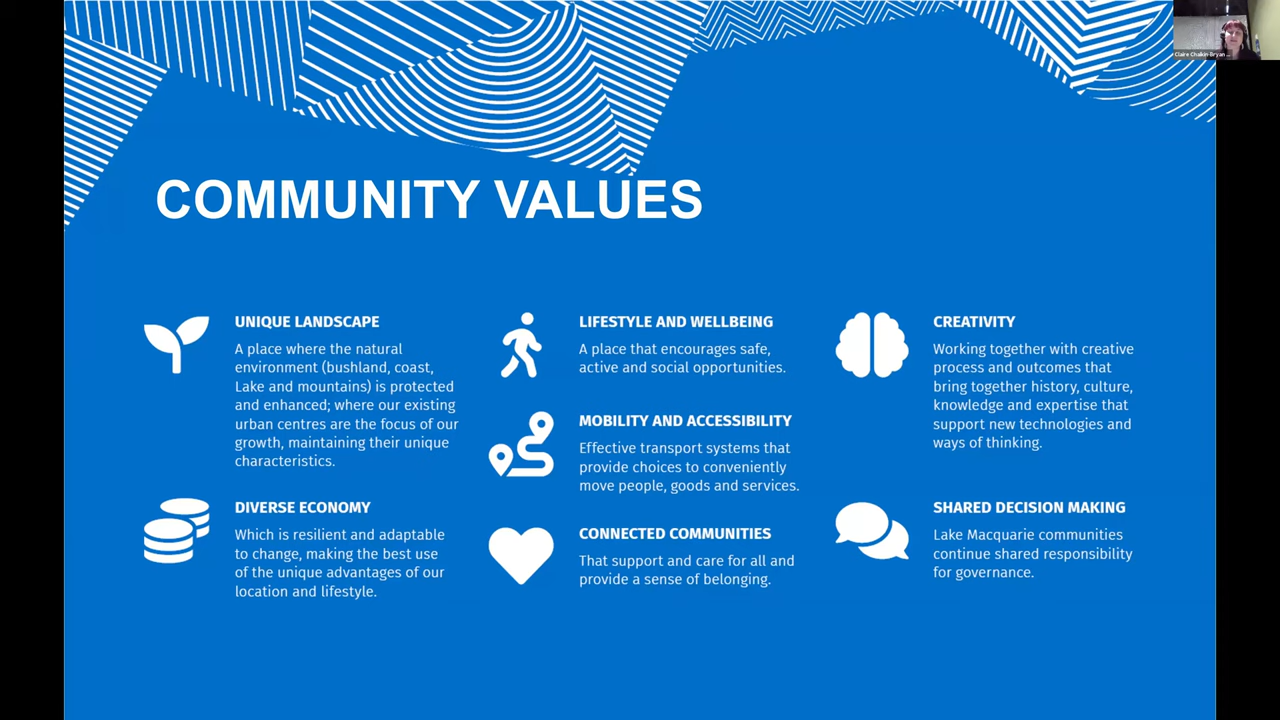 Claire Chaikin-Bryan
COMMUNITY VALUES
UNIQUE LANDSCAPE
A place where the natural
environment (bushland, coast,
Lake and mountains) is protected
and enhanced; where our existing
urban centres are the focus of our
growth, maintaining their unique
characteristics.
DIVERSE ECONOMY
Which is resilient and adaptable
to change, making the best use
of the unique advantages of our
location and lifestyle.
LIFESTYLE AND WELLBEING
A place that encourages safe,
active and social opportunities.
MOBILITY AND ACCESSIBILITY
Effective transport systems that
provide choices to conveniently
move people, goods and services.
CONNECTED COMMUNITIES
That support and care for all and
provide a sense of belonging.
CREATIVITY
Working together with creative
process and outcomes that
bring together history, culture,
knowledge and expertise that
support new technologies and
ways of thinking.
SHARED DECISION MAKING
Lake Macquarie communities
continue shared responsibility
for governance.